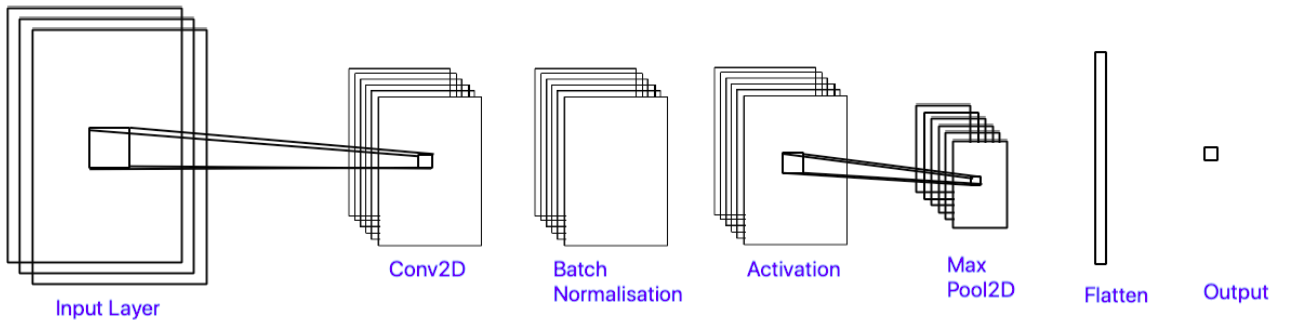 Input Layer
Conv2D
Batch
Normalisation
Activation
Max
Pool2D
Flatten
Output